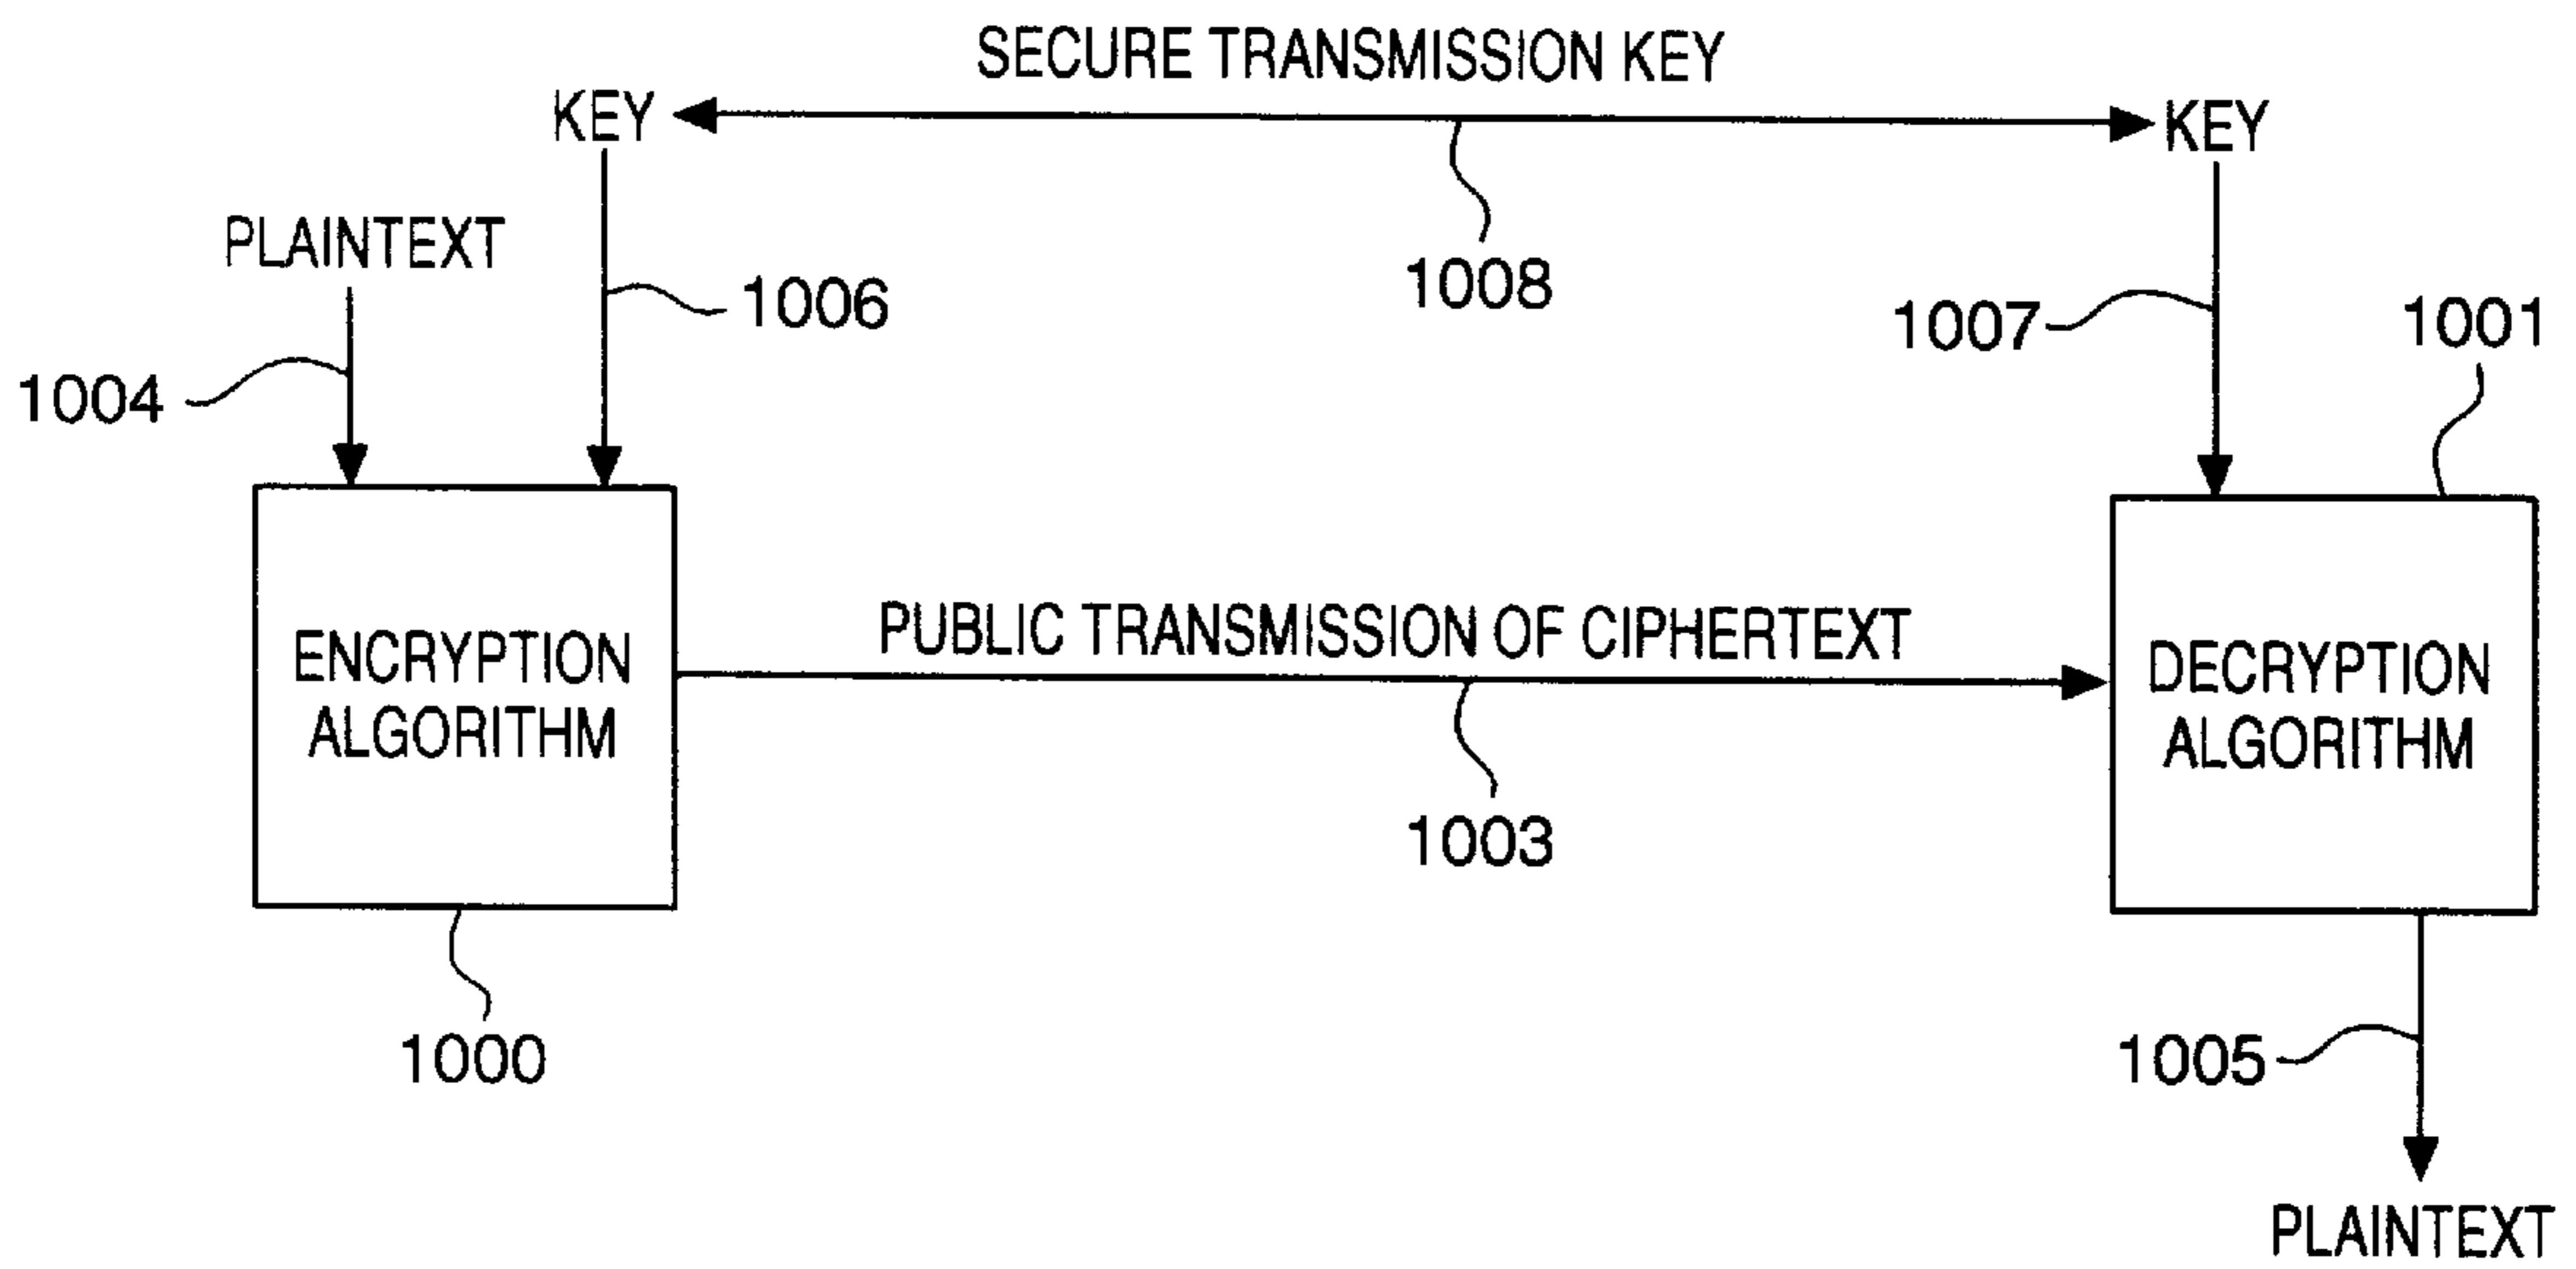 SECURE TRANSMISSION KEY
KEY
KEY
PLAINTEXT
1006
1008
1007
1001
1004
PUBLIC TRANSMISSION OF CIPHERTEXT
ENCRYPTION
ALGORITHM
DECRYPTION
ALGORITHM
1003
1000
1005
PLAINTEXT